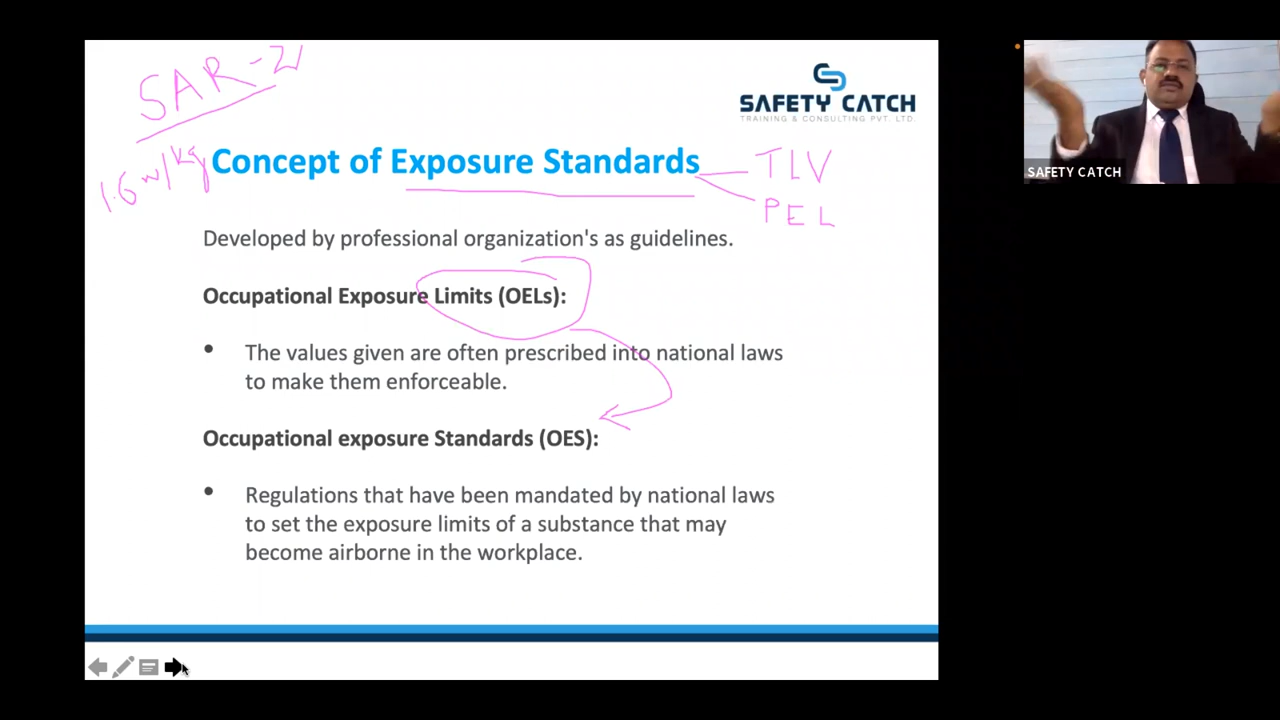 SAR-21
1.6 w/kg
SAFETY CATCH
TRAINING & CONSULTING PVT. LTD.
Concept of Exposure Standards
TLV
PEL
Developed by professional organization's as guidelines.
Occupational Exposure Limits (OELs):
• The values given are often prescribed into national laws
to make them enforceable.
Occupational exposure Standards (OES):
• Regulations that have been mandated by national laws
to set the exposure limits of a substance that may
become airborne in the workplace.
SAFETY CATCH